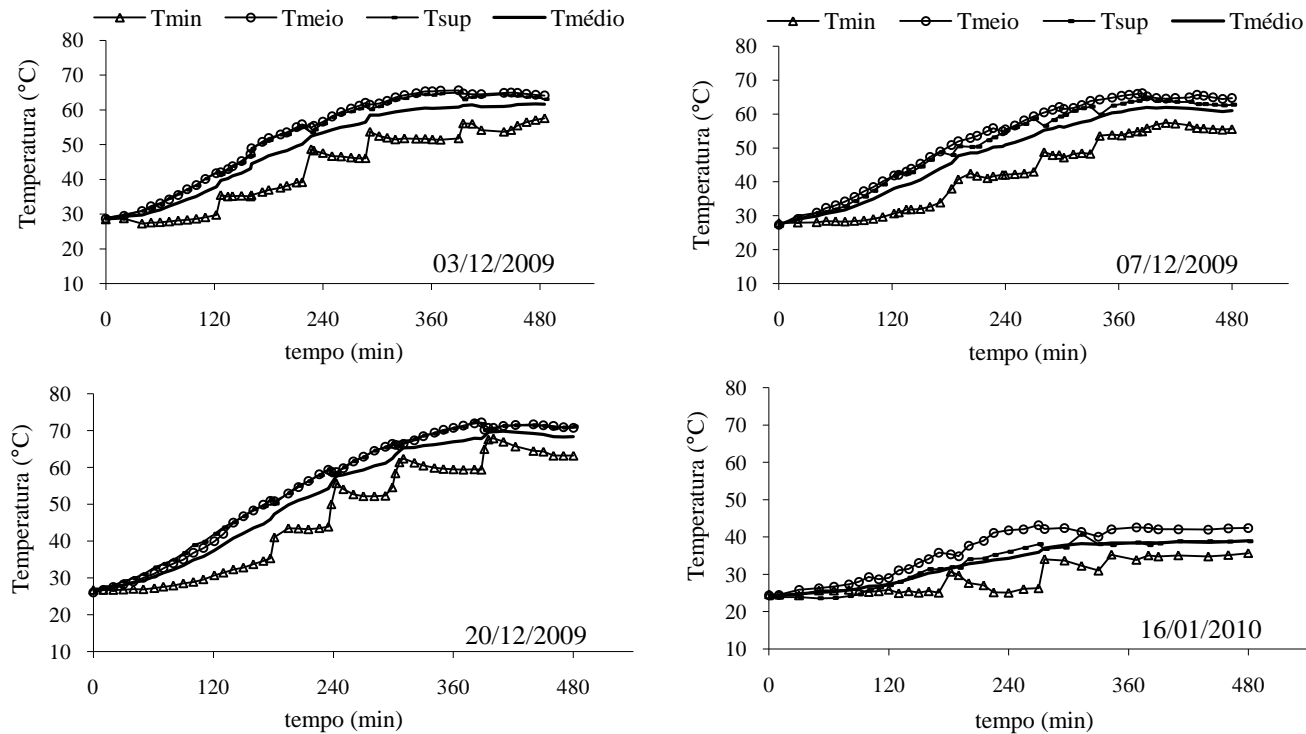 Tmin Tmeio Tsup Tmédio
80
70
60
50
40
30
20
10
Temperatura (°C)
0 120 240 360 480
tempo (min)
03/12/2009
Tmin Tmeio Tsup Tmédio
80
70
60
50
40
30
20
10
Temperatura (°C)
0 120 240 360 480
tempo (min)
07/12/2009
80
70
60
50
40
30
20
10
Temperatura (°C)
0 120 240 360 480
tempo (min)
20/12/2009
80
70
60
50
40
30
20
10
Temperatura (°C)
0 120 240 360 480
tempo (min)
16/01/2010